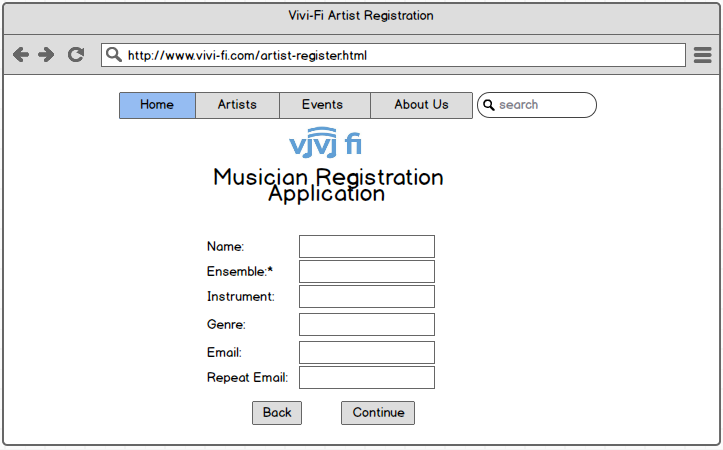 Vivi-Fi Artist Registration
http://www.vivi-fi.com/artist-register.html
Home Artists Events About Us search
vivi fi
Musician Registration
Application
Name:
Ensemble:*
Instrument:
Genre:
Email:
Repeat Email:
Back Continue